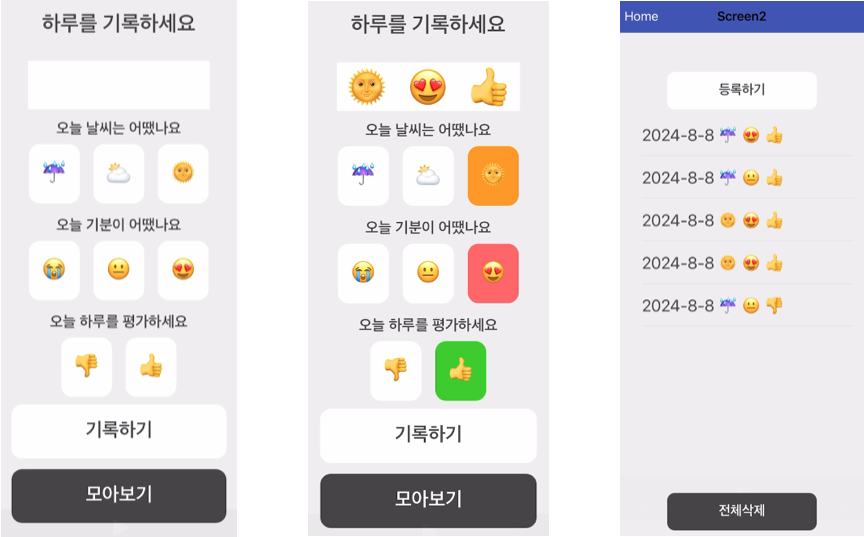 하루를 기록하세요
오늘 날씨는 어땠나요
오늘 기분이 어땠나요
오늘 하루를 평가하세요
기록하기
모아보기
하루를 기록하세요
오늘 날씨는 어땠나요
오늘 기분이 어땠나요
오늘 하루를 평가하세요
기록하기
모아보기
Home Screen2
등록하기
2024-8-8 ☔ 😍 👍
2024-8-8 ☔ 😐 👍
2024-8-8 🌞 😍 👍
2024-8-8 🌞 😍 👍
2024-8-8 ☔ 😐 👎
전체삭제